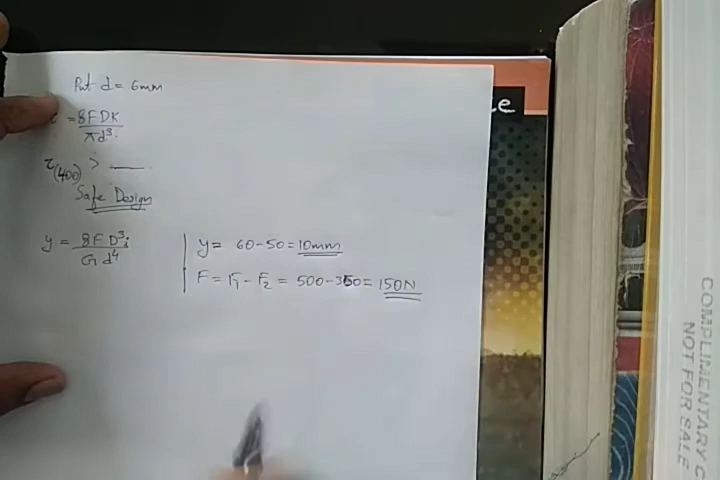 Put d = 6mm
τ = 8FDK / πd³
τ(400) >
Safe Design
y = 8FD³i / Gd⁴
y = 60-50 = 10mm
F = F₁ - F₂ = 500-350 = 150N
ce
COMPLIMENTARY C
NOT FOR SALE